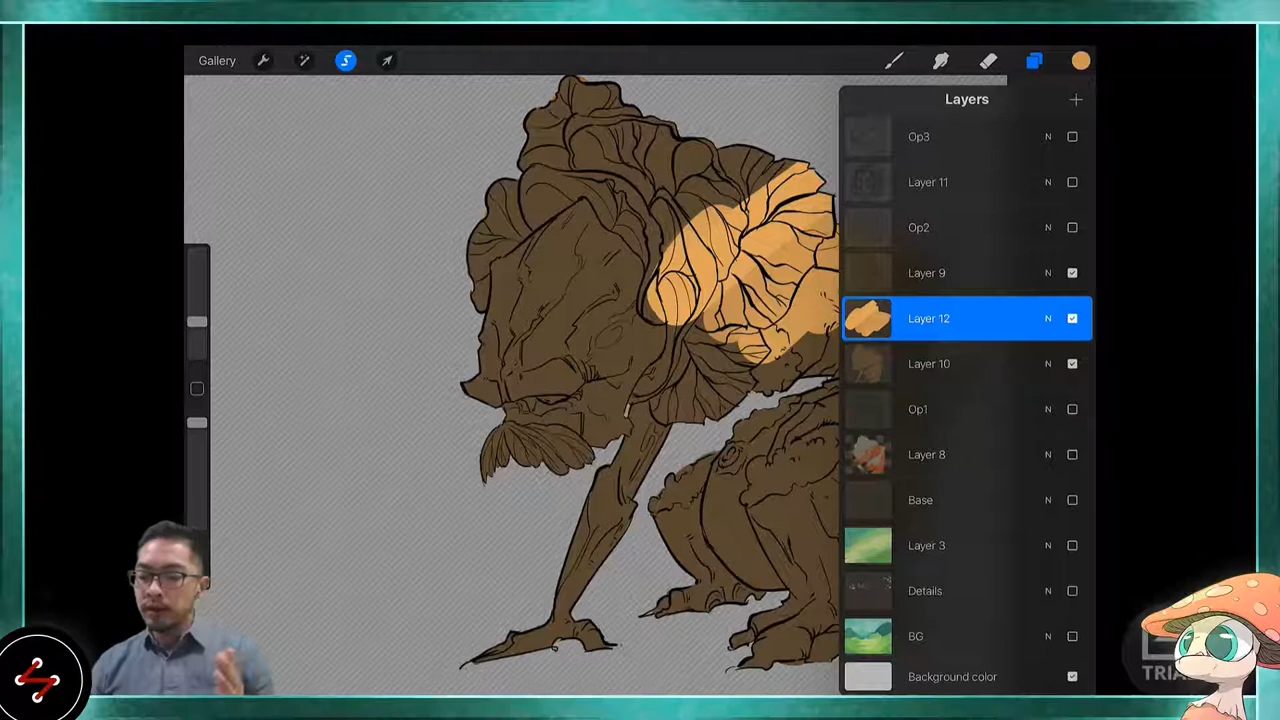 Gallery
Layers
Op3 N
Layer 11 N
Op2 N
Layer 9 N
Layer 12 N
Layer 10 N
Op1 N
Layer 8 N
Base N
Layer 3 N
Details N
BG N
Background color